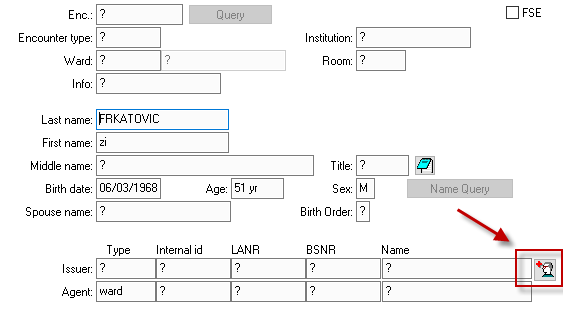 Enc.: ? Query FSE
Encounter type: ? Institution: ?
Ward: ? ? Room: ?
Info: ?
Last name: FRKATOVIC
First name: zi
Middle name: ? Title: ?
Birth date: 06/03/1968 Age: 51 yr Sex: M Name Query
Spouse name: ? Birth Order: ?
Type Internal id LANR BSNR Name
Issuer: ? ? ? ? ?
Agent: ward ? ? ? ?